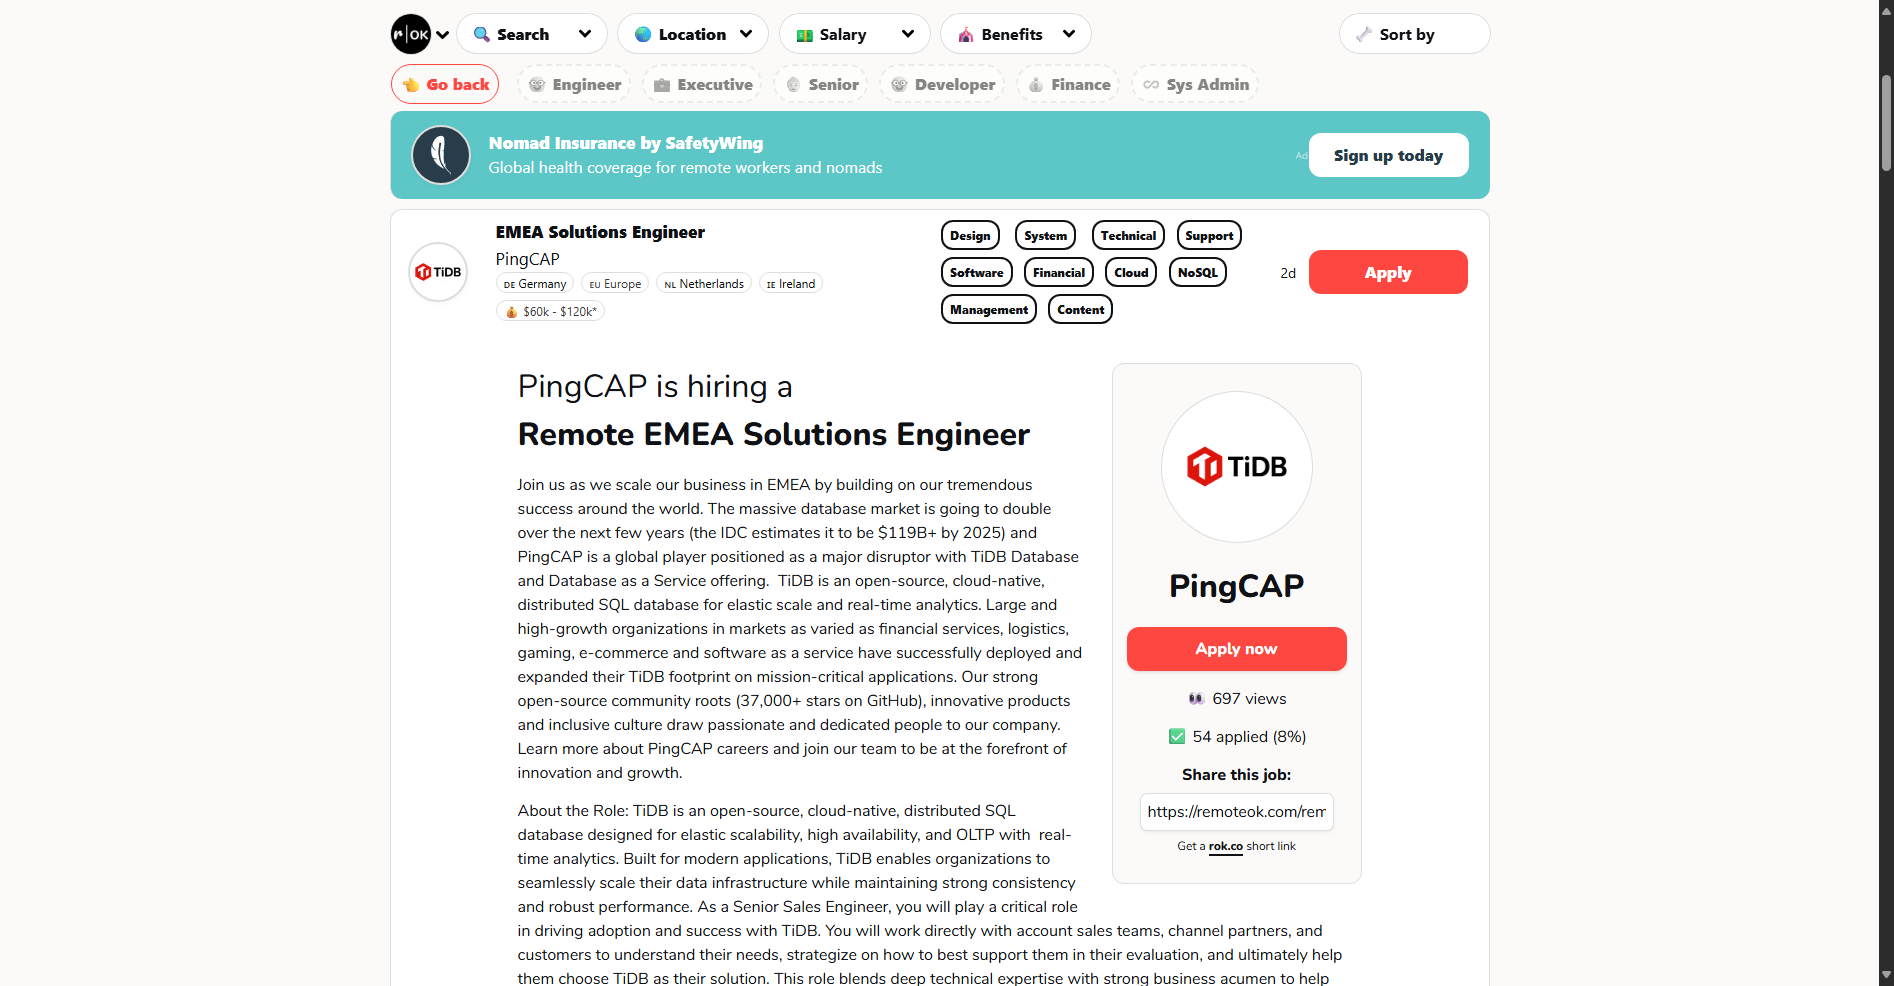 r|OK
Search
Location
Salary
Benefits
Sort by
Go back
Engineer
Executive
Senior
Developer
Finance
Sys Admin
Nomad Insurance by SafetyWing
Global health coverage for remote workers and nomads
Ad
Sign up today
TiDB
EMEA Solutions Engineer
PingCAP
DE Germany
EU Europe
NL Netherlands
IE Ireland
$60k - $120k*
Design
System
Technical
Support
Software
Financial
Cloud
NoSQL
Management
Content
2d
Apply
PingCAP is hiring a
Remote EMEA Solutions Engineer
Join us as we scale our business in EMEA by building on our tremendous
success around the world. The massive database market is going to double
over the next few years (the IDC estimates it to be $119B+ by 2025) and
PingCAP is a global player positioned as a major disruptor with TiDB Database
and Database as a Service offering.  TiDB is an open-source, cloud-native,
distributed SQL database for elastic scale and real-time analytics. Large and
high-growth organizations in markets as varied as financial services, logistics,
gaming, e-commerce and software as a service have successfully deployed and
expanded their TiDB footprint on mission-critical applications. Our strong
open-source community roots (37,000+ stars on GitHub), innovative products
and inclusive culture draw passionate and dedicated people to our company.
Learn more about PingCAP careers and join our team to be at the forefront of
innovation and growth.
About the Role: TiDB is an open-source, cloud-native, distributed SQL
database designed for elastic scalability, high availability, and OLTP with  real-
time analytics. Built for modern applications, TiDB enables organizations to
seamlessly scale their data infrastructure while maintaining strong consistency
and robust performance. As a Senior Sales Engineer, you will play a critical role
in driving adoption and success with TiDB. You will work directly with account sales teams, channel partners, and
customers to understand their needs, strategize on how to best support them in their evaluation, and ultimately help
them choose TiDB as their solution. This role blends deep technical expertise with strong business acumen to help
TiDB
PingCAP
Apply now
697 views
54 applied (8%)
Share this job:
https://remoteok.com/rem
Get a rok.co short link